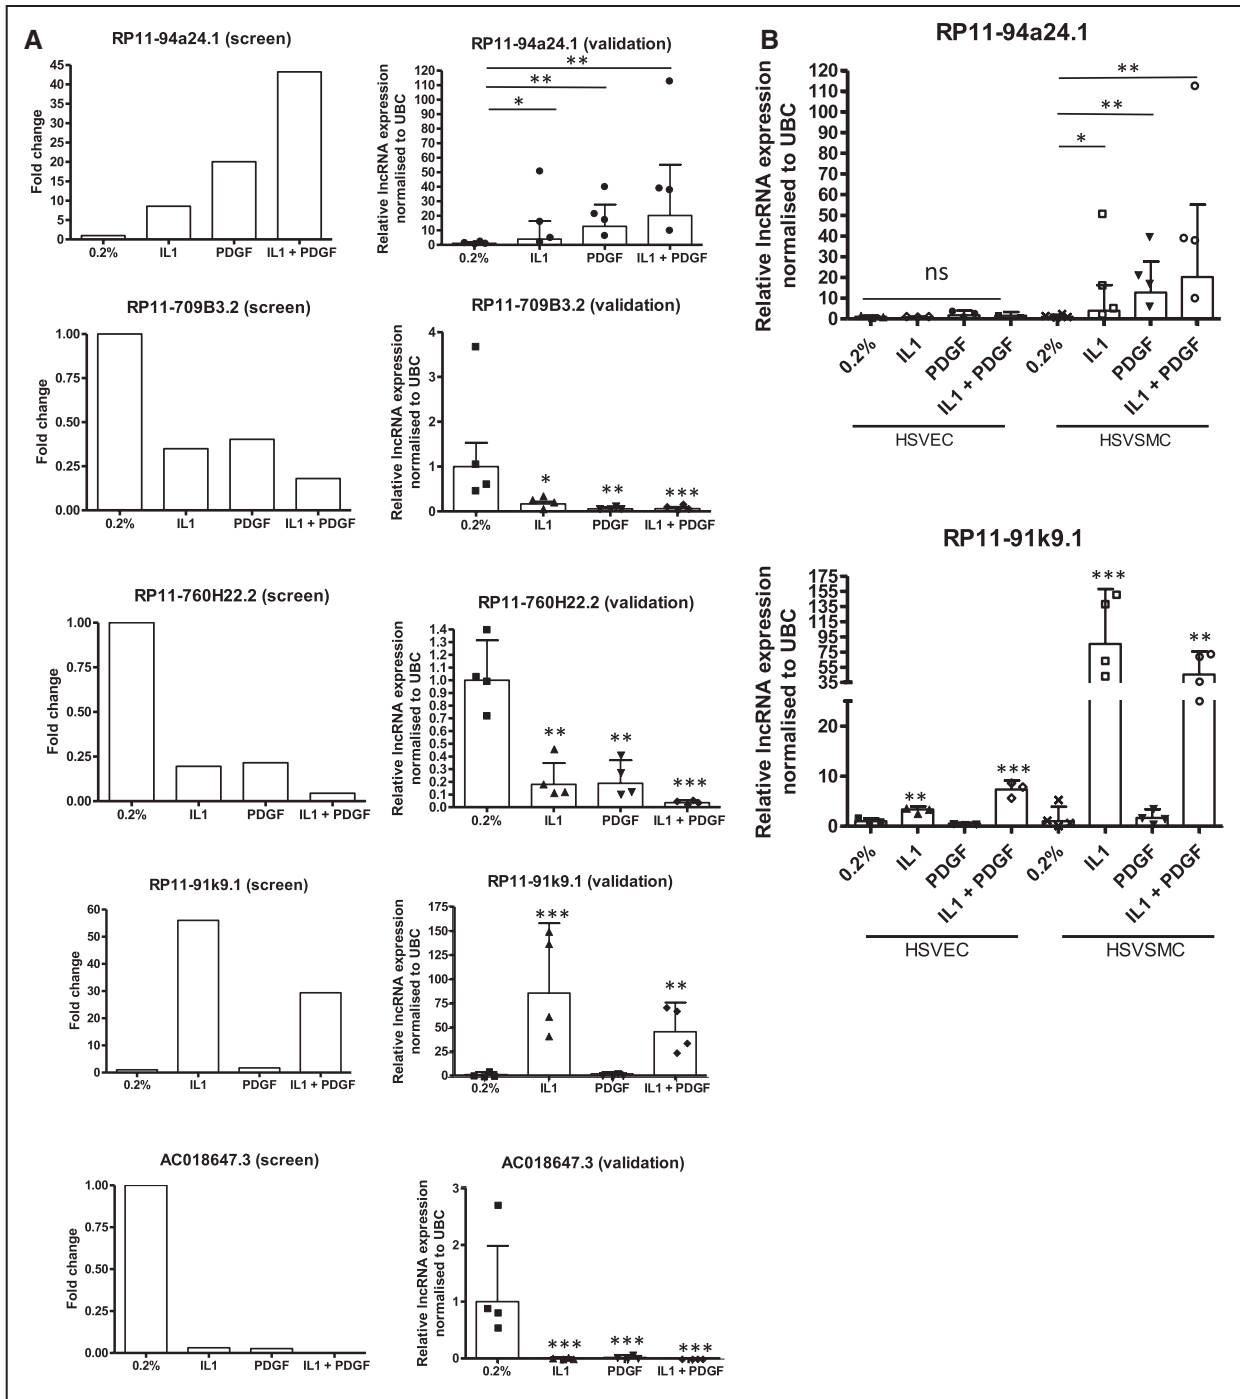 A
RP11-94a24.1 (screen)
Fold change
45
40
35
30
25
20
15
10
5
0
0.2% IL1 PDGF IL1 + PDGF
RP11-94a24.1 (validation)
Relative lncRNA expression
normalised to UBC
120
110
100
90
80
70
60
50
40
30
20
10
0
**
**
*
0.2% IL1 PDGF IL1 + PDGF
RP11-709B3.2 (screen)
Fold change
1.00
0.75
0.50
0.25
0.00
0.2% IL1 PDGF IL1 + PDGF
RP11-709B3.2 (validation)
Relative lncRNA expression
normalised to UBC
4
3
2
1
0
* ** ***
0.2% IL1 PDGF IL1 + PDGF
RP11-760H22.2 (screen)
Fold change
1.00
0.75
0.50
0.25
0.00
0.2% IL1 PDGF IL1 + PDGF
RP11-760H22.2 (validation)
Relative lncRNA expression
normalised to UBC
1.4
1.3
1.2
1.1
1.0
0.9
0.8
0.7
0.6
0.5
0.4
0.3
0.2
0.1
0.0
** ** ***
0.2% IL1 PDGF IL1 + PDGF
RP11-91k9.1 (screen)
Fold change
60
50
40
30
20
10
0
0.2% IL1 PDGF IL1 + PDGF
RP11-91k9.1 (validation)
Relative lncRNA expression
normalised to UBC
175
150
125
100
75
50
25
0
*** **
0.2% IL1 PDGF IL1 + PDGF
AC018647.3 (screen)
Fold change
1.00
0.75
0.50
0.25
0.00
0.2% IL1 PDGF IL1 + PDGF
AC018647.3 (validation)
Relative lncRNA expression
normalised to UBC
3
2
1
0
*** *** ***
0.2% IL1 PDGF IL1 + PDGF
B
RP11-94a24.1
Relative lncRNA expression
normalised to UBC
120
110
100
90
80
70
60
50
40
30
20
10
0
ns
**
**
*
0.2% IL1 PDGF IL1 + PDGF 0.2% IL1 PDGF IL1 + PDGF
HSVEC HSVSMC
RP11-91k9.1
Relative lncRNA expression
normalised to UBC
175
155
135
115
95
75
55
35
20
10
0
** *** *** **
0.2% IL1 PDGF IL1 + PDGF 0.2% IL1 PDGF IL1 + PDGF
HSVEC HSVSMC